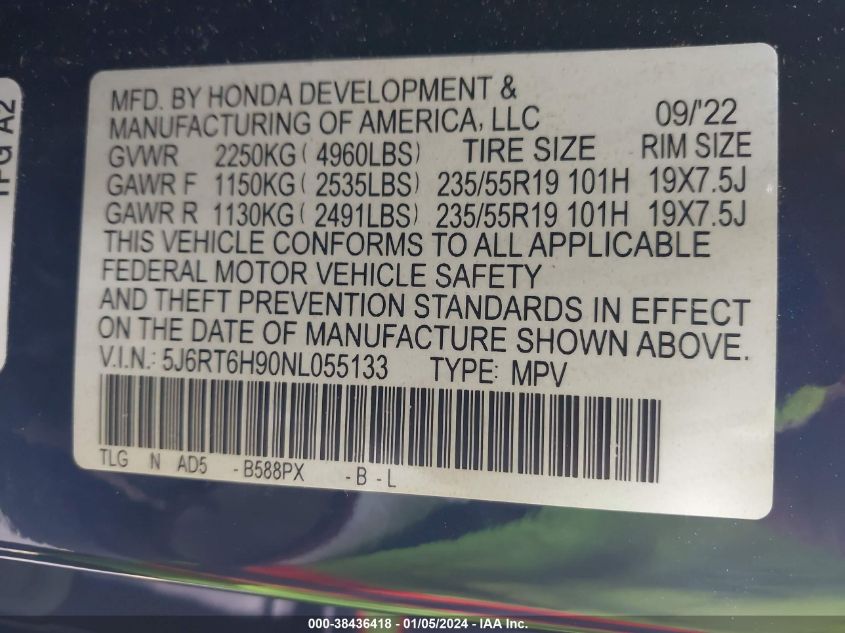 MFD. BY HONDA DEVELOPMENT &
MANUFACTURING OF AMERICA, LLC 09/'22
GVWR 2250KG ( 4960LBS) TIRE SIZE RIM SIZE
GAWR F 1150KG ( 2535LBS) 235/55R19 101H 19X7.5J
GAWR R 1130KG ( 2491LBS) 235/55R19 101H 19X7.5J
THIS VEHICLE CONFORMS TO ALL APPLICABLE
FEDERAL MOTOR VEHICLE SAFETY
AND THEFT PREVENTION STANDARDS IN EFFECT
ON THE DATE OF MANUFACTURE SHOWN ABOVE.
V.I.N.: 5J6RT6H90NL055133 TYPE: MPV
TLG N AD5 -B588PX -B -L
A2
000-38436418 - 01/05/2024 - IAA Inc.